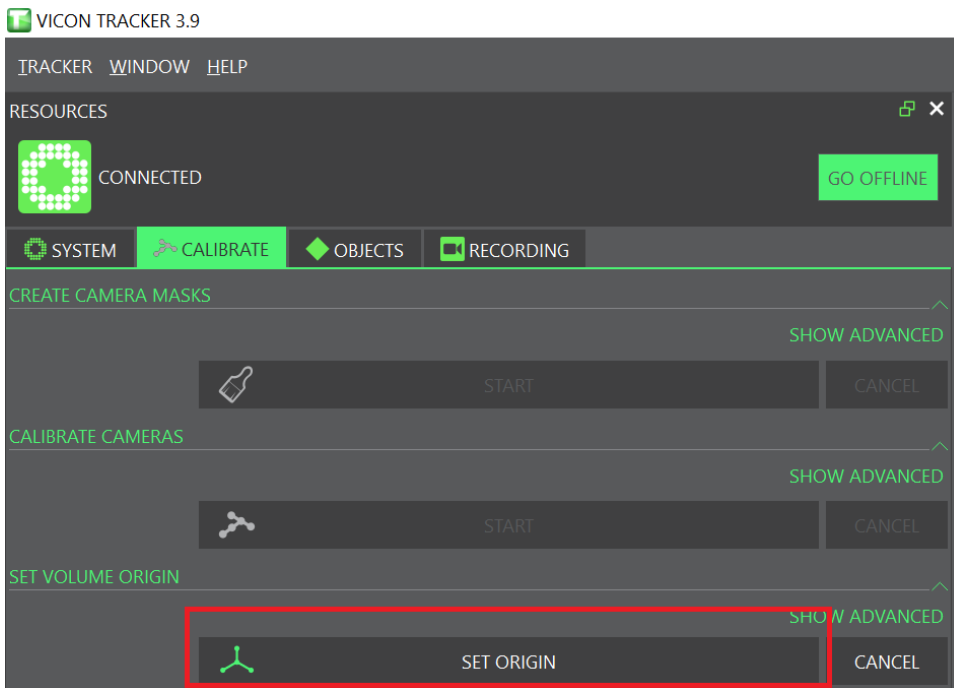 VICON TRACKER 3.9
TRACKER WINDOW HELP
RESOURCES
CONNECTED
GO OFFLINE
SYSTEM CALIBRATE OBJECTS RECORDING
CREATE CAMERA MASKS
SHOW ADVANCED
START CANCEL
CALIBRATE CAMERAS
SHOW ADVANCED
START CANCEL
SET VOLUME ORIGIN
SHOW ADVANCED
SET ORIGIN CANCEL